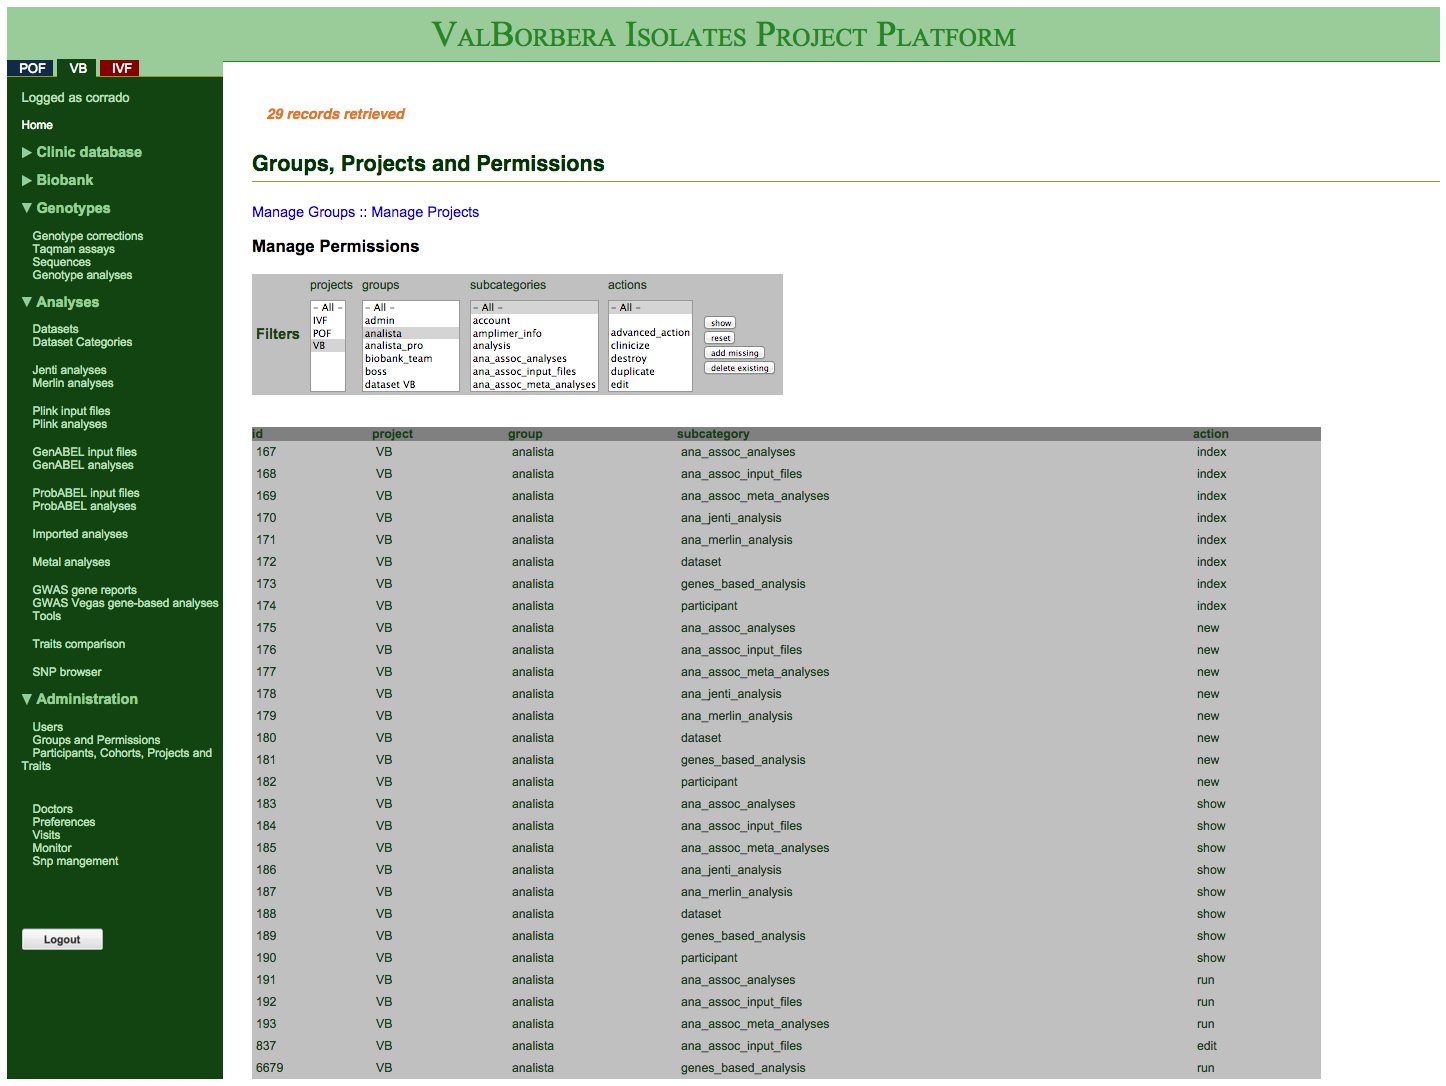 ValBorbera Isolates Project Platform
POF VB IVF
Logged as corrado
Home
▶ Clinic database
▶ Biobank
▼ Genotypes
Genotype corrections
Taqman assays
Sequences
Genotype analyses
▼ Analyses
Datasets
Dataset Categories
Jenti analyses
Merlin analyses
Plink input files
Plink analyses
GenABEL input files
GenABEL analyses
ProbABEL input files
ProbABEL analyses
Imported analyses
Metal analyses
GWAS gene reports
GWAS Vegas gene-based analyses
Tools
Traits comparison
SNP browser
▼ Administration
Users
Groups and Permissions
Participants, Cohorts, Projects and
Traits
Doctors
Preferences
Visits
Monitor
Snp mangement
Logout
29 records retrieved
Groups, Projects and Permissions
Manage Groups :: Manage Projects
Manage Permissions
Filters
projects
– All –
IVF
POF
VB
groups
– All –
admin
analista
analista_pro
biobank_team
boss
dataset VB
subcategories
– All –
account
amplimer_info
analysis
ana_assoc_analyses
ana_assoc_input_files
ana_assoc_meta_analyses
actions
– All –
advanced_action
clinicize
destroy
duplicate
edit
show
reset
add missing
delete existing
id project group subcategory action
167 VB analista ana_assoc_analyses index
168 VB analista ana_assoc_input_files index
169 VB analista ana_assoc_meta_analyses index
170 VB analista ana_jenti_analysis index
171 VB analista ana_merlin_analysis index
172 VB analista dataset index
173 VB analista genes_based_analysis index
174 VB analista participant index
175 VB analista ana_assoc_analyses new
176 VB analista ana_assoc_input_files new
177 VB analista ana_assoc_meta_analyses new
178 VB analista ana_jenti_analysis new
179 VB analista ana_merlin_analysis new
180 VB analista dataset new
181 VB analista genes_based_analysis new
182 VB analista participant new
183 VB analista ana_assoc_analyses show
184 VB analista ana_assoc_input_files show
185 VB analista ana_assoc_meta_analyses show
186 VB analista ana_jenti_analysis show
187 VB analista ana_merlin_analysis show
188 VB analista dataset show
189 VB analista genes_based_analysis show
190 VB analista participant show
191 VB analista ana_assoc_analyses run
192 VB analista ana_assoc_input_files run
193 VB analista ana_assoc_meta_analyses run
837 VB analista ana_assoc_input_files edit
6679 VB analista genes_based_analysis run